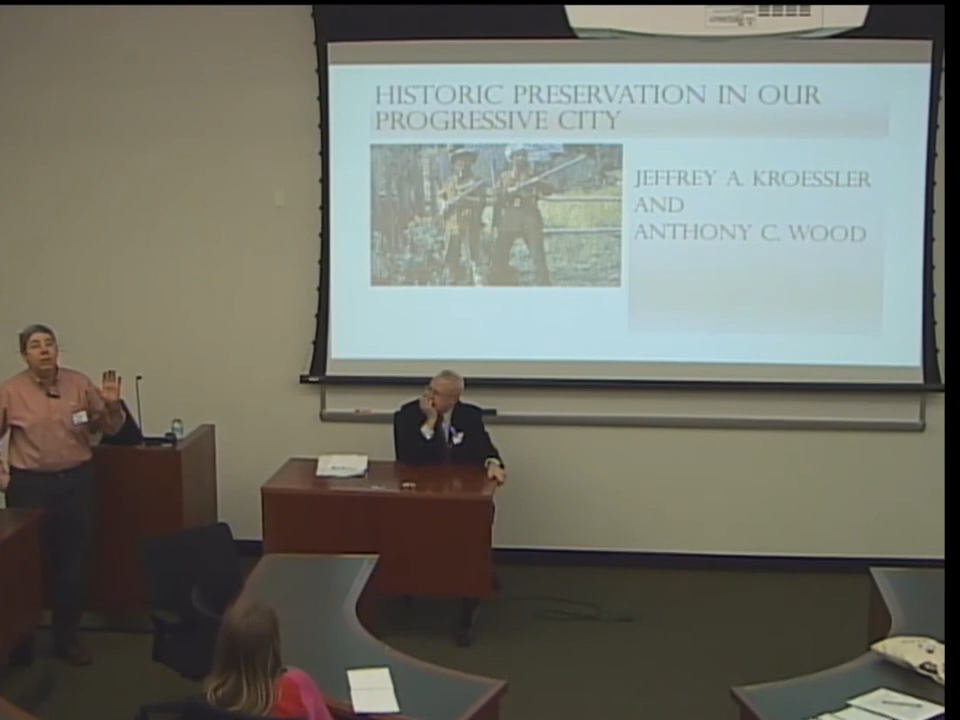 HISTORIC PRESERVATION IN OUR
PROGRESSIVE CITY
JEFFREY A. KROESSLER
AND
ANTHONY C. WOOD